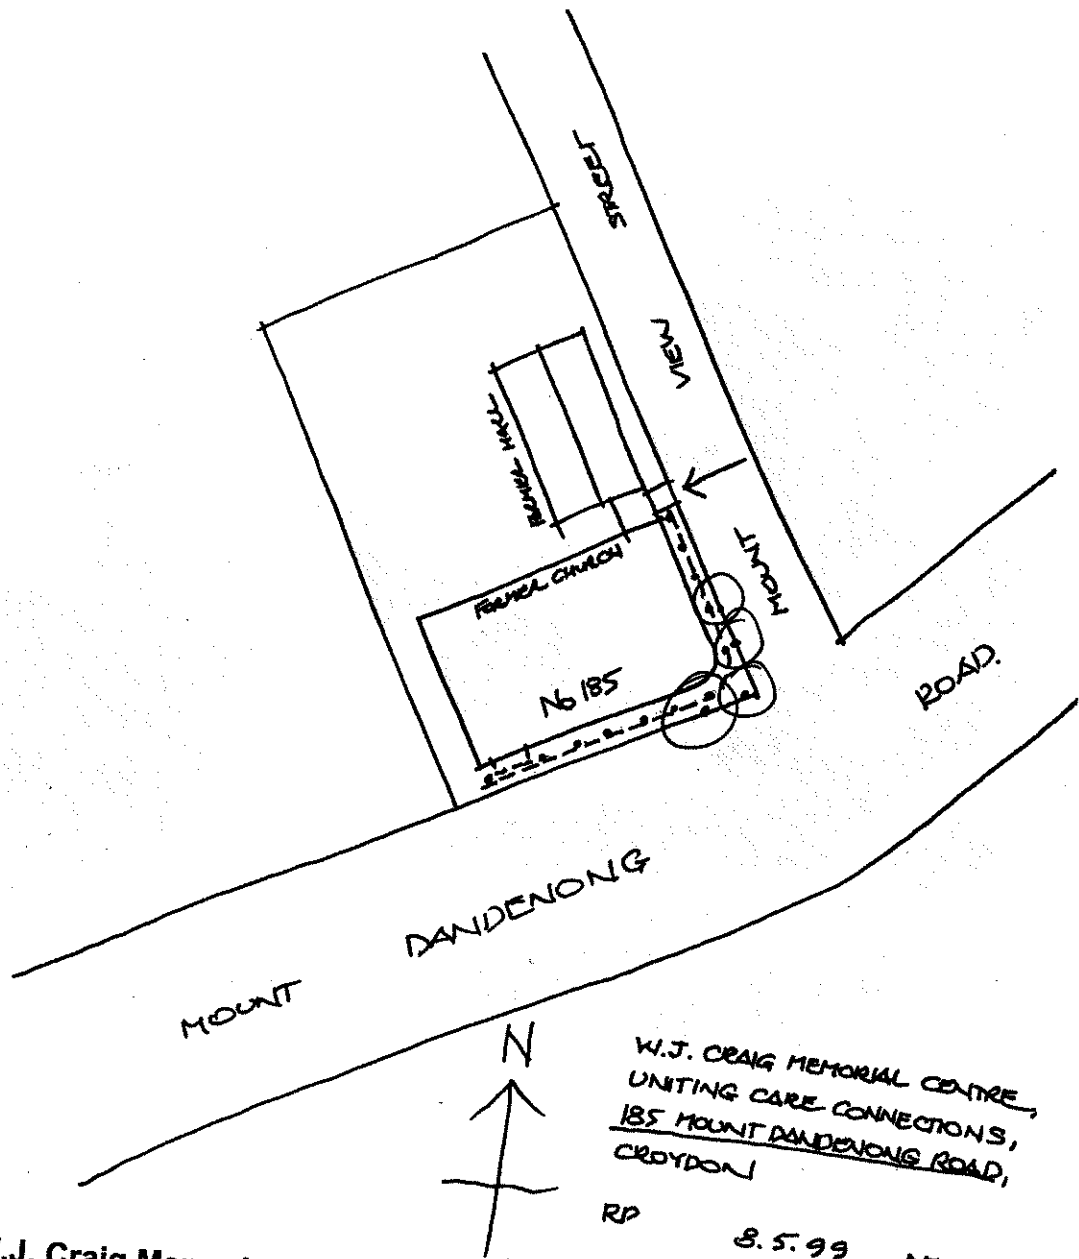 STREET
VIEW
MOUNT
FORMER HALL
FORMER CHURCH
No 185
ROAD.
DANDENONG
MOUNT
N
W.J. CRAIG MEMORIAL CENTRE,
UNITING CARE CONNECTIONS,
185 MOUNT DANDENONG ROAD,
CROYDON
RP 8.5.99
.J. Craig